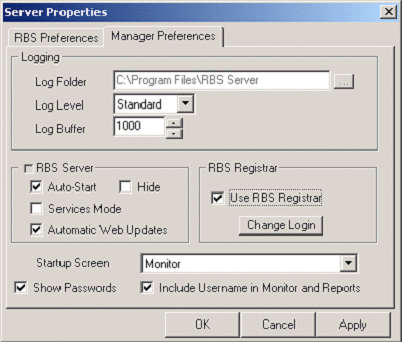 Server Properties
RBS Preferences Manager Preferences
Logging
Log Folder C:\Program Files\RBS Server ...
Log Level Standard
Log Buffer 1000
RBS Server
Auto-Start Hide
Services Mode
Automatic Web Updates
RBS Registrar
Use RBS Registrar
Change Login
Startup Screen Monitor
Show Passwords Include Username in Monitor and Reports
OK Cancel Apply